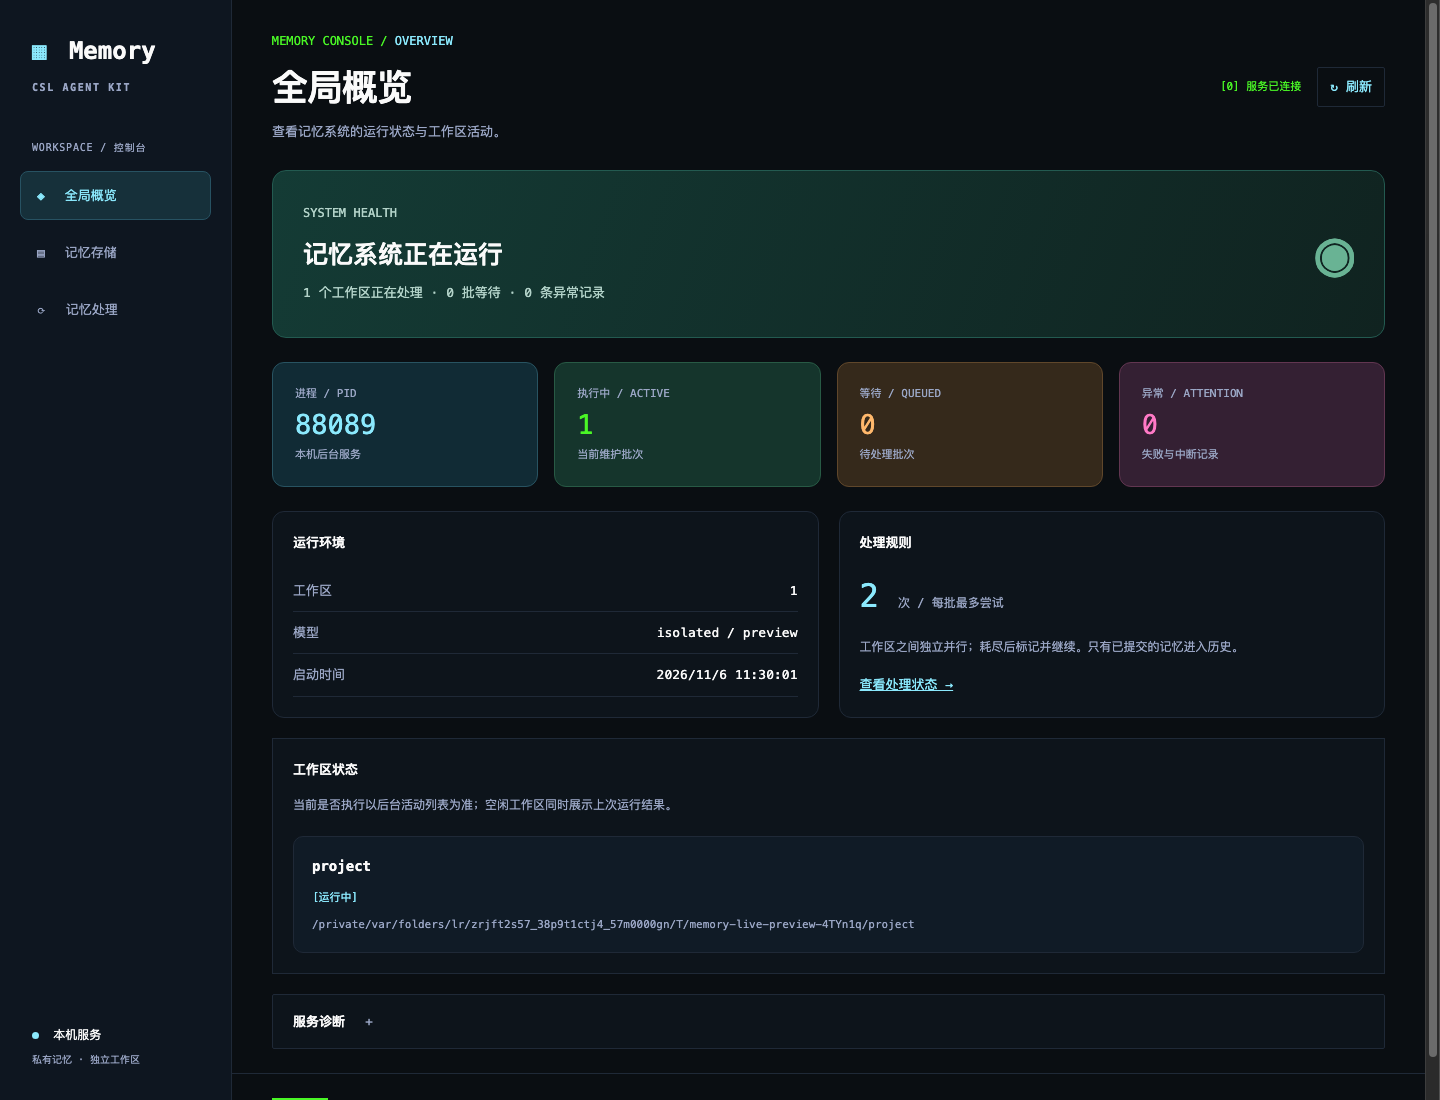 Memory
CSL AGENT KIT
WORKSPACE / 控制台
全局概览
记忆存储
记忆处理
本机服务
私有记忆 · 独立工作区
MEMORY CONSOLE / OVERVIEW
全局概览
查看记忆系统的运行状态与工作区活动。
[0] 服务已连接
↻ 刷新
SYSTEM HEALTH
记忆系统正在运行
1 个工作区正在处理 · 0 批等待 · 0 条异常记录
进程 / PID
88089
本机后台服务
执行中 / ACTIVE
1
当前维护批次
等待 / QUEUED
0
待处理批次
异常 / ATTENTION
0
失败与中断记录
运行环境
工作区 1
模型 isolated / preview
启动时间 2026/11/6 11:30:01
处理规则
2 次 / 每批最多尝试
工作区之间独立并行；耗尽后标记并继续。只有已提交的记忆进入历史。
查看处理状态 →
工作区状态
当前是否执行以后台活动列表为准；空闲工作区同时展示上次运行结果。
project
[运行中]
/private/var/folders/lr/zrjft2s57_38p9t1ctj4_57m0000gn/T/memory-live-preview-4TYn1q/project
服务诊断 +